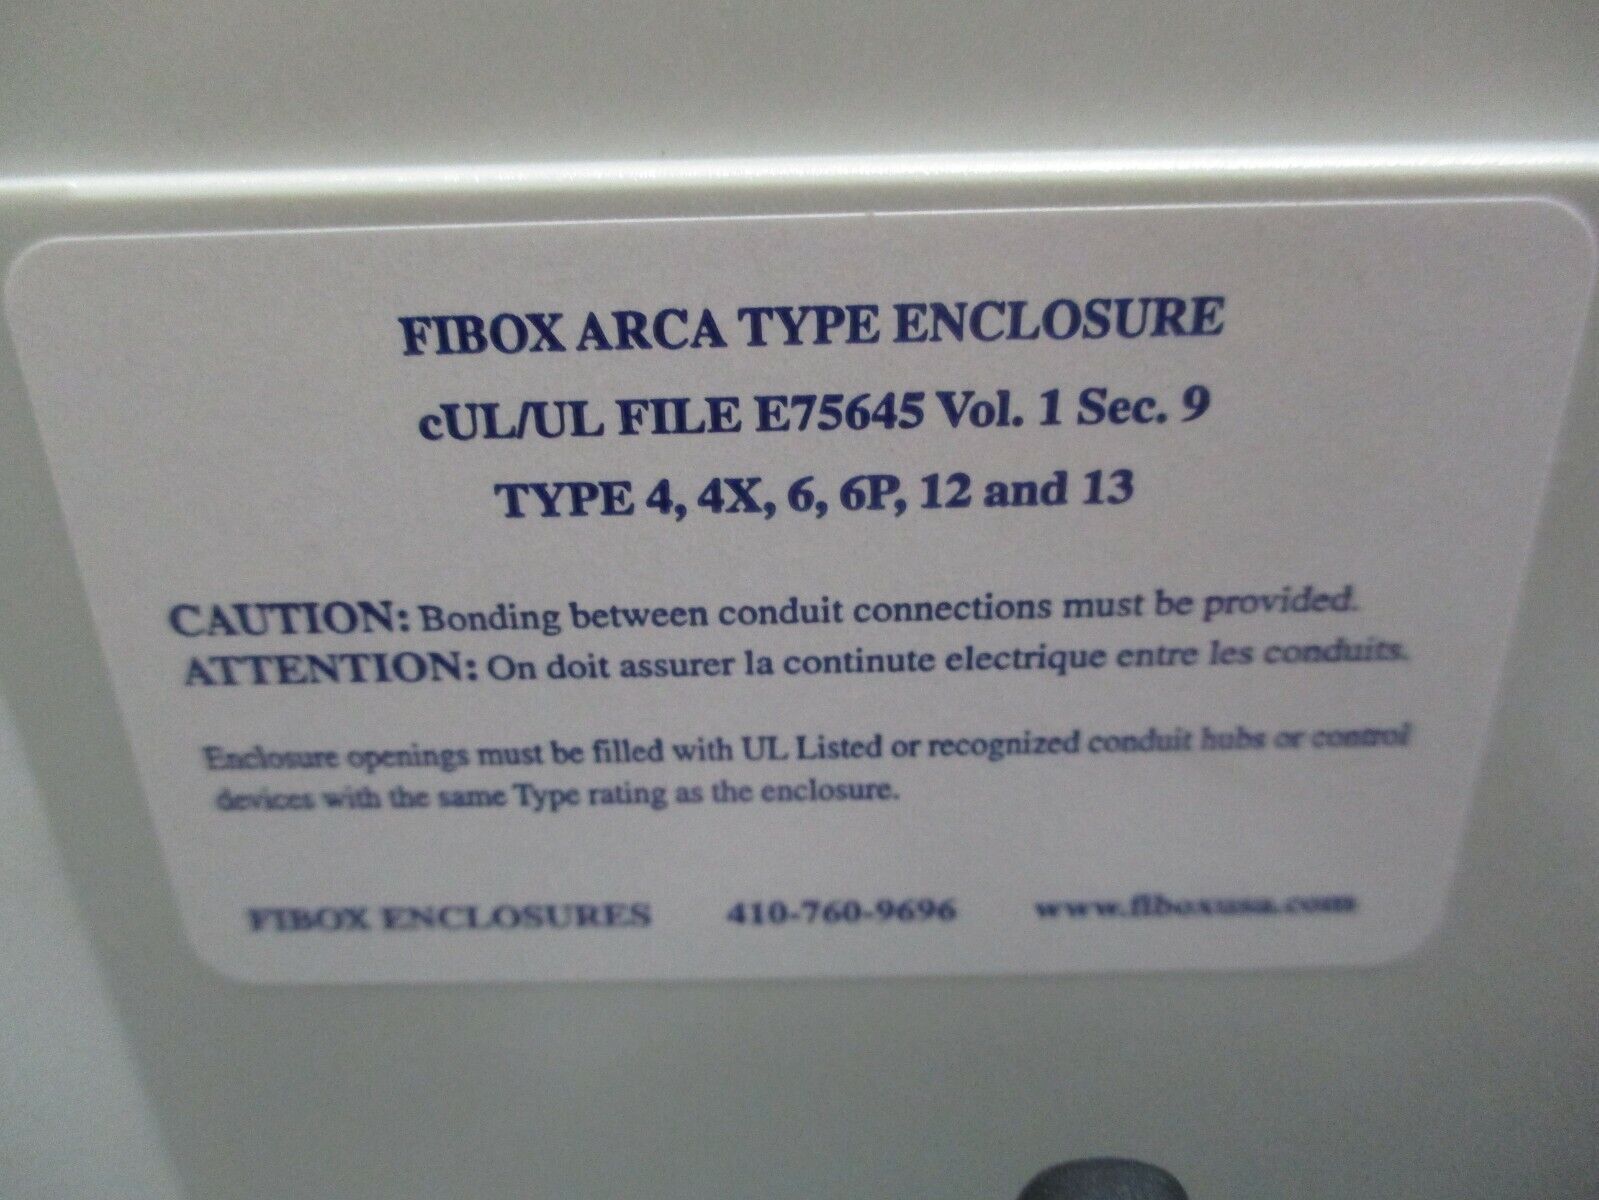 FIBOX ARCA TYPE ENCLOSURE
cUL/UL FILE E75645 Vol. 1 Sec. 9
TYPE 4, 4X, 6, 6P, 12 and 13
CAUTION: Bonding between conduit connections must be provided.
ATTENTION: On doit assurer la continute electrique entre les conduits.
Enclosure openings must be filled with UL Listed or recognized conduit hubs or control
devices with the same Type rating as the enclosure.
FIBOX ENCLOSURES 410-760-9696 www.fiboxusa.com